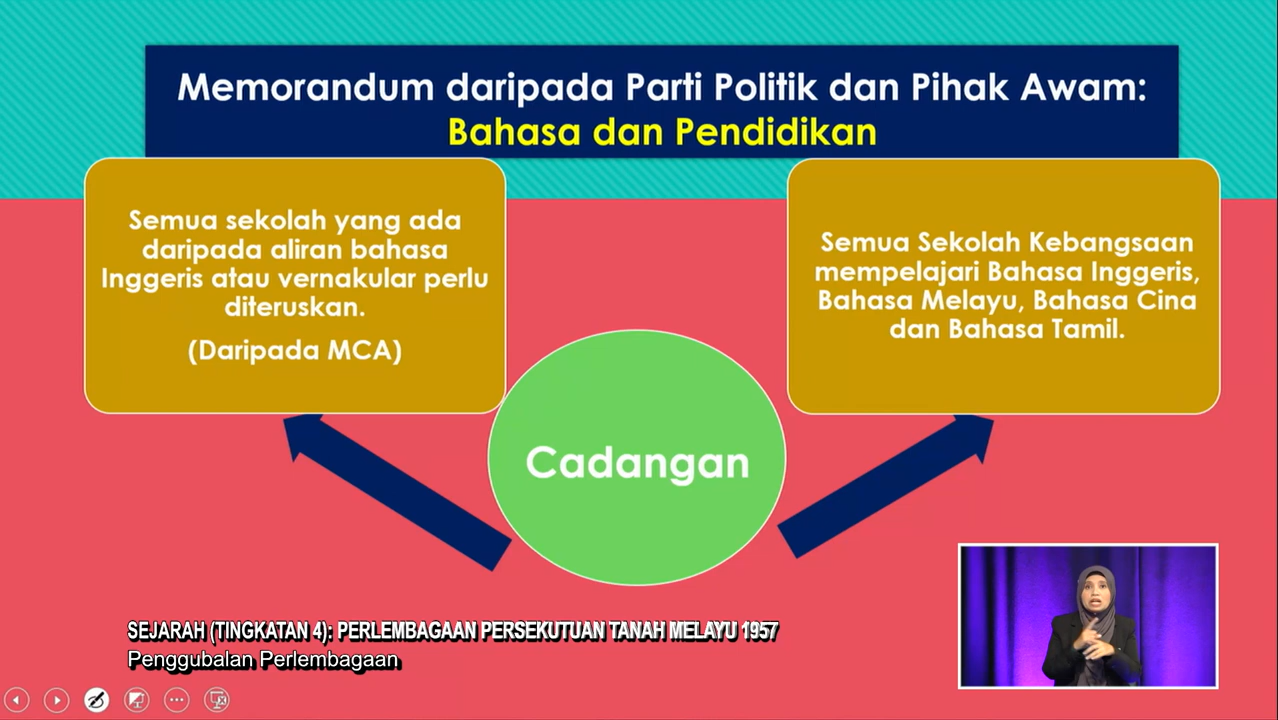 Memorandum daripada Parti Politik dan Pihak Awam:
Bahasa dan Pendidikan
Semua sekolah yang ada
daripada aliran bahasa
Inggeris atau vernakular perlu
diteruskan.
(Daripada MCA)
Semua Sekolah Kebangsaan
mempelajari Bahasa Inggeris,
Bahasa Melayu, Bahasa Cina
dan Bahasa Tamil.
Cadangan
SEJARAH (TINGKATAN 4): PERLEMBAGAAN PERSEKUTUAN TANAH MELAYU 1957
Penggubalan Perlembagaan